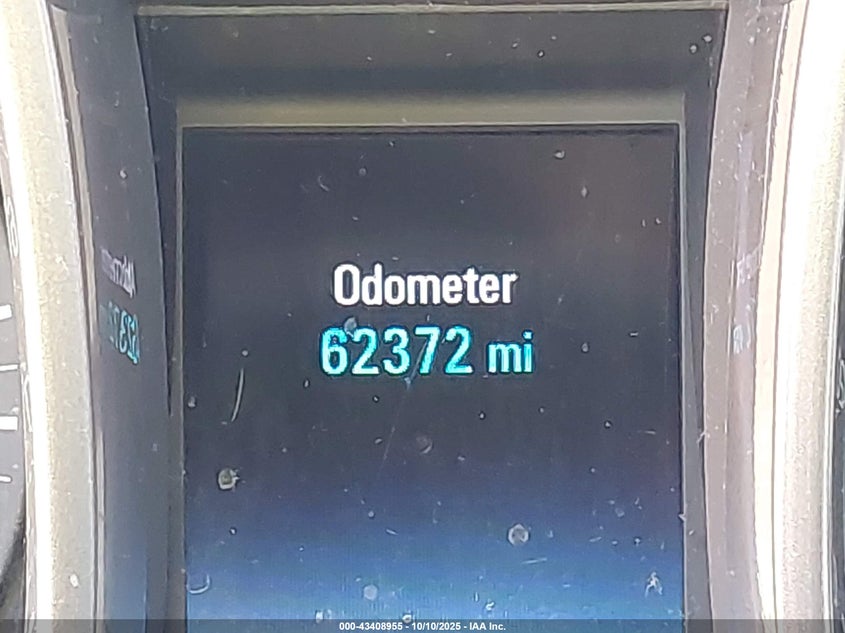 Odometer
62372 mi
000-43408955 - 10/10/2025 - IAA Inc.